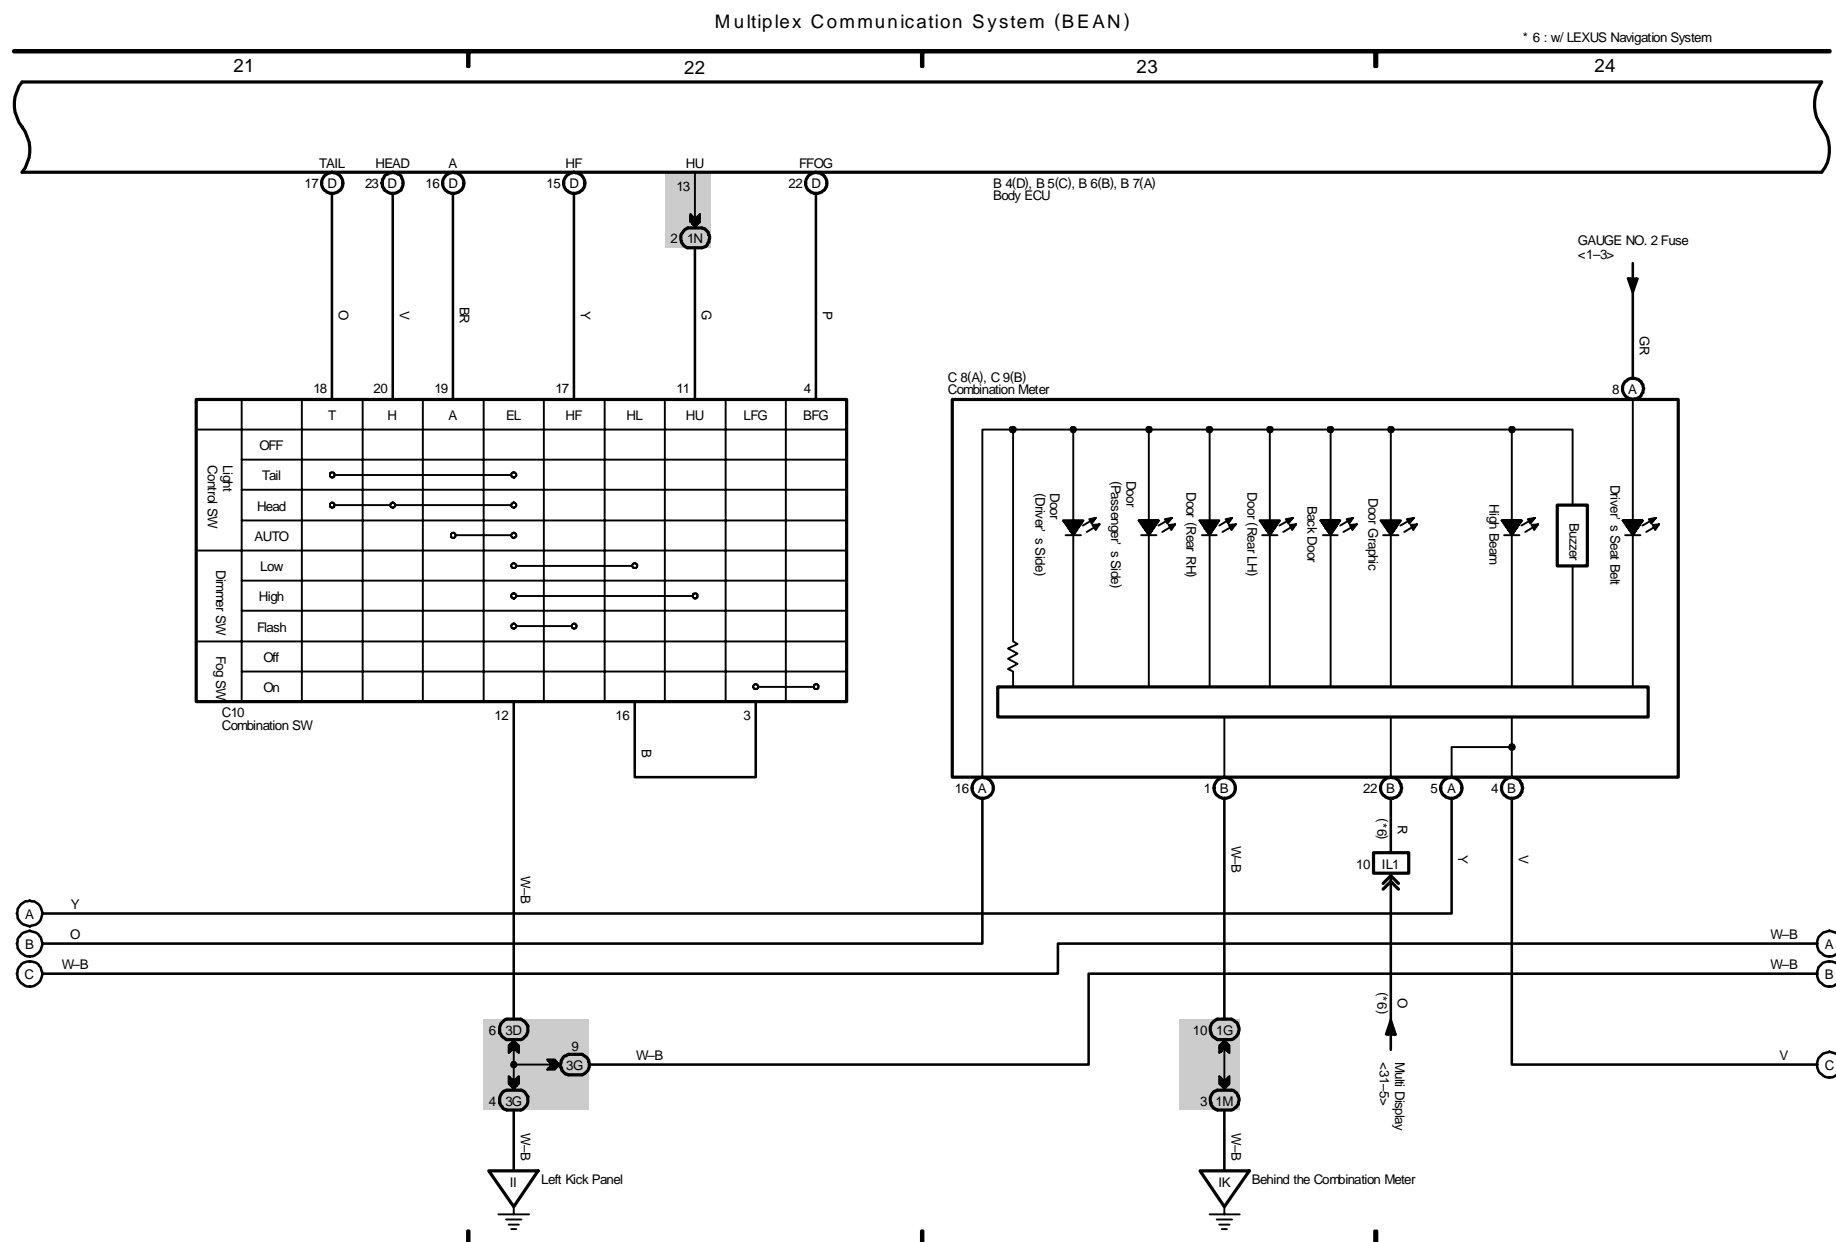 Multiplex Communication System (BEAN)
* 6 : w/ LEXUS Navigation System
21 22 23 24
TAIL HEAD A HF HU FFOG
17 D 23 D 16 D 15 D 13 22 D
B 4(D), B 5(C), B 6(B), B 7(A)
Body ECU
2 1N
GAUGE NO. 2 Fuse
<1–3>
O V BR Y G P
GR
C 8(A), C 9(B)
Combination Meter
8 A
18 20 19 17 11 4
T H A EL HF HL HU LFG BFG
Light
Control SW
OFF
Tail
Head
AUTO
Dimmer SW
Low
High
Flash
Fog SW
Off
On
C10
Combination SW
12 16 3
B
Door
(Driver' s Side)
Door
(Passenger' s Side)
Door (Rear RH)
Door (Rear LH)
Back Door
Door Graphic
High Beam
Buzzer
Driver' s Seat Belt
16 A 1 B 22 B 5 A 4 B
R
(*6)
10 IL1
W–B
W–B
Y
V
A Y
B O
C W–B
W–B A
W–B B
O
(*6)
6 3D
9
3G
W–B
4 3G
10 1G
3 1M
Multi Display
<31–5>
V C
W–B
W–B
II Left Kick Panel
IK Behind the Combination Meter